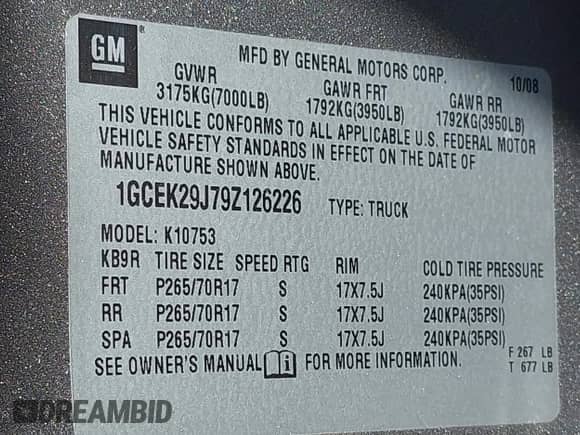 GM ®
MFD BY GENERAL MOTORS CORP. 10/08
GVWR GAWR FRT GAWR RR
3175KG(7000LB) 1792KG(3950LB) 1792KG(3950LB)
THIS VEHICLE CONFORMS TO ALL APPLICABLE U.S. FEDERAL MOTOR
VEHICLE SAFETY STANDARDS IN EFFECT ON THE DATE OF
MANUFACTURE SHOWN ABOVE.
1GCEK29J79Z126226 TYPE: TRUCK
MODEL: K10753
KB9R TIRE SIZE SPEED RTG RIM COLD TIRE PRESSURE
FRT P265/70R17 S 17X7.5J 240KPA(35PSI)
RR P265/70R17 S 17X7.5J 240KPA(35PSI)
SPA P265/70R17 S 17X7.5J 240KPA(35PSI)
SEE OWNER'S MANUAL FOR MORE INFORMATION.
F 267 LB
T 677 LB
DREAMBID